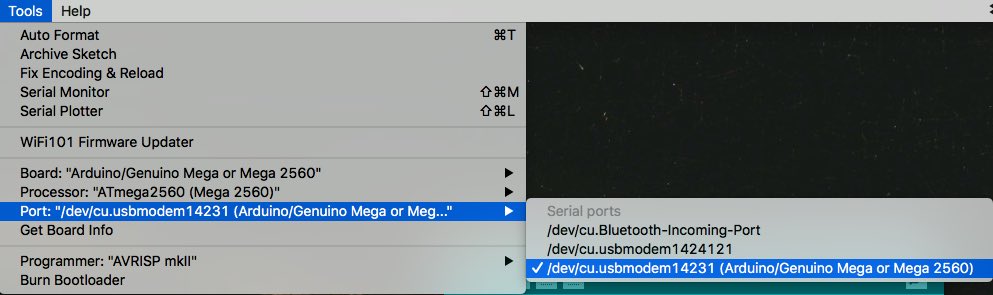 Tools Help
Auto Format ⌘T
Archive Sketch
Fix Encoding & Reload
Serial Monitor ⇧⌘M
Serial Plotter ⇧⌘L
WiFi101 Firmware Updater
Board: "Arduino/Genuino Mega or Mega 2560"
Processor: "ATmega2560 (Mega 2560)"
Port: "/dev/cu.usbmodem14231 (Arduino/Genuino Mega or Meg..."
Get Board Info
Programmer: "AVRISP mkII"
Burn Bootloader
Serial ports
/dev/cu.Bluetooth-Incoming-Port
/dev/cu.usbmodem1424121
✓ /dev/cu.usbmodem14231 (Arduino/Genuino Mega or Mega 2560)